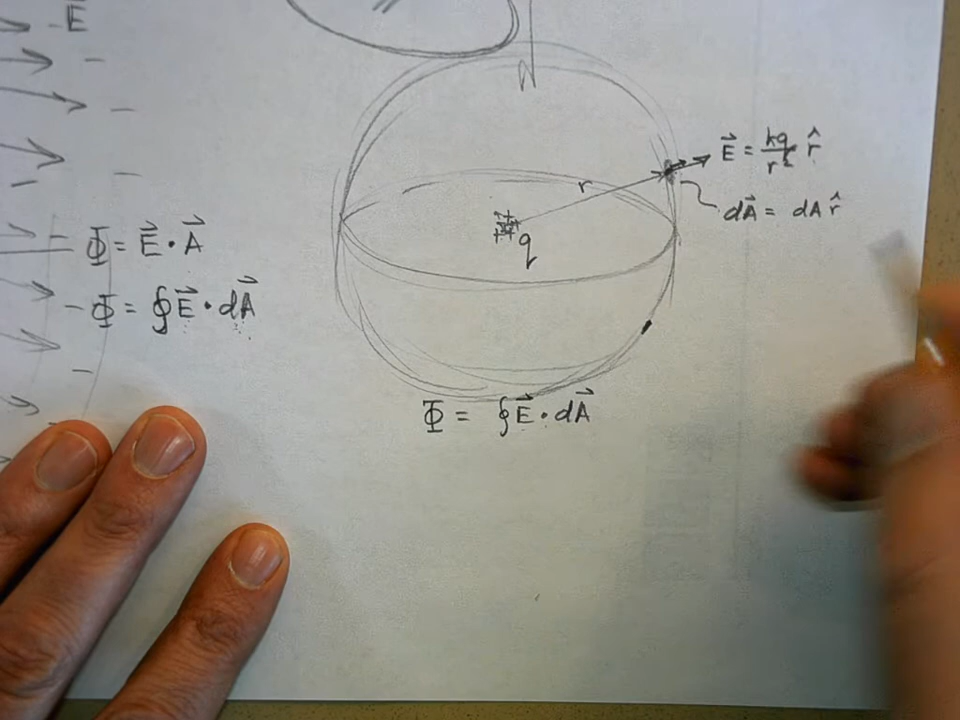 E⃗
Φ = E⃗ · A⃗
Φ = ∮E⃗ · dA⃗
r
q
E⃗ = kq/r² r̂
dA⃗ = dA r̂
Φ = ∮E⃗ · dA⃗